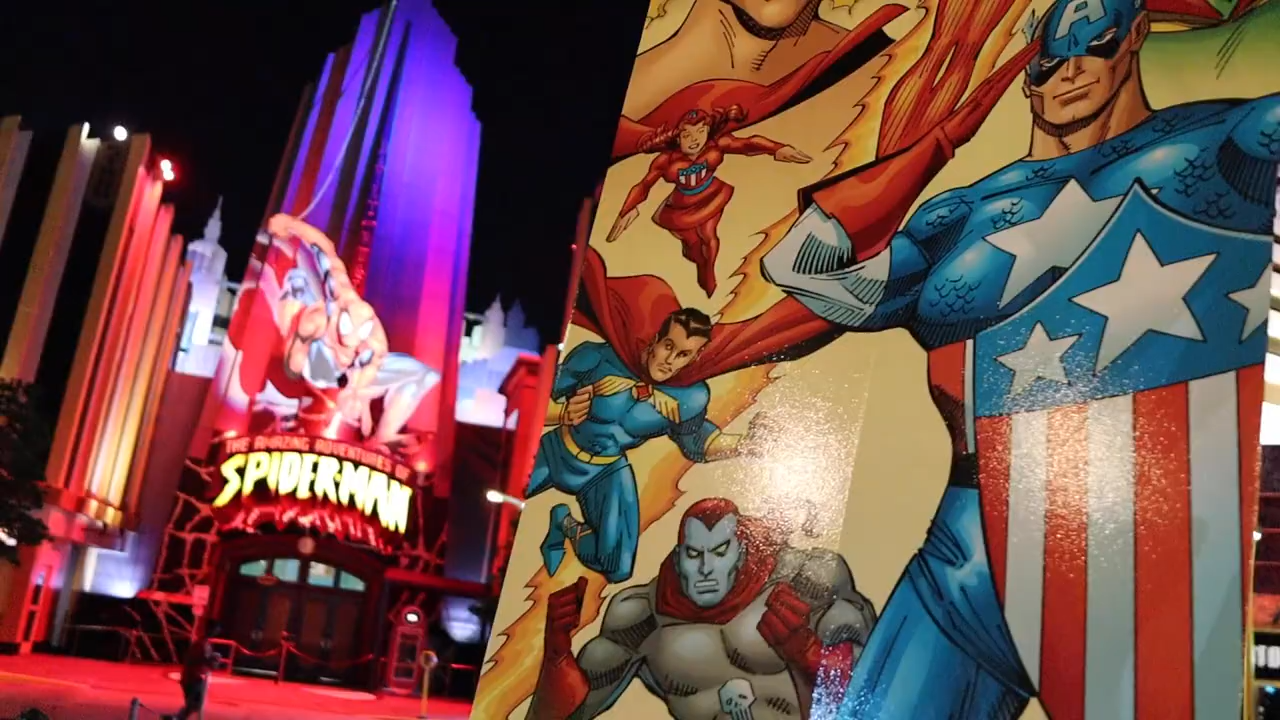 THE AMAZING ADVENTURES OF
SPIDER-MAN
A